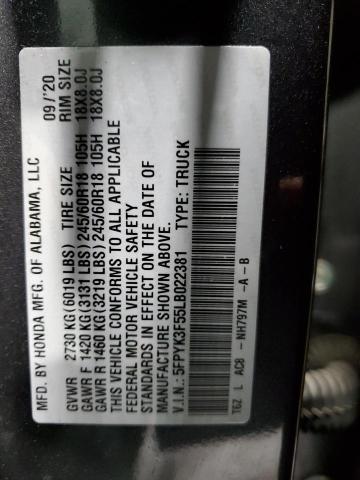 MFD. BY HONDA MFG. OF ALABAMA, LLC 09/'20
GVWR 2730 KG(6019 LBS) TIRE SIZE RIM SIZE
GAWR F 1420 KG(3131 LBS) 245/60R18 105H 18X8.0J
GAWR R 1460 KG(3219 LBS) 245/60R18 105H 18X8.0J
THIS VEHICLE CONFORMS TO ALL APPLICABLE
FEDERAL MOTOR VEHICLE SAFETY
STANDARDS IN EFFECT ON THE DATE OF
MANUFACTURE SHOWN ABOVE.
V.I.N.: 5FPYK3F55LB022381 TYPE: TRUCK
T6Z L AC8 - NH797M -A -B